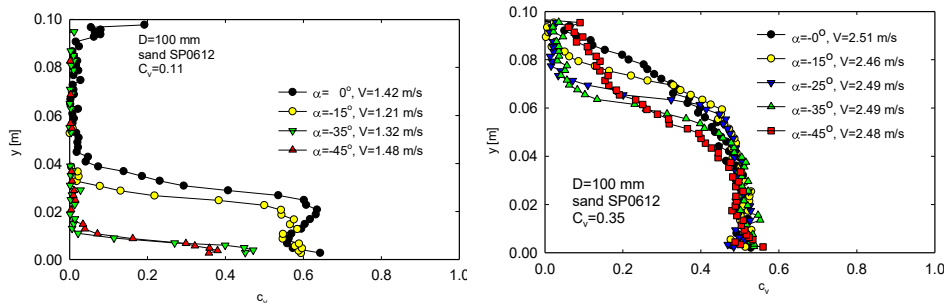 0.10
0.08
0.06
0.04
0.02
0.00
y [m]
D=100 mm
sand SP0612
Cv=0.11
α= 0°, V=1.42 m/s
α=-15°, V=1.21 m/s
α=-35°, V=1.32 m/s
α=-45°, V=1.48 m/s
0.0 0.2 0.4 0.6 0.8 1.0
cv
0.10
0.08
0.06
0.04
0.02
0.00
y [m]
α=-0°, V=2.51 m/s
α=-15°, V=2.46 m/s
α=-25°, V=2.49 m/s
α=-35°, V=2.49 m/s
α=-45°, V=2.48 m/s
D=100 mm
sand SP0612
Cv=0.35
0.0 0.2 0.4 0.6 0.8 1.0
cv